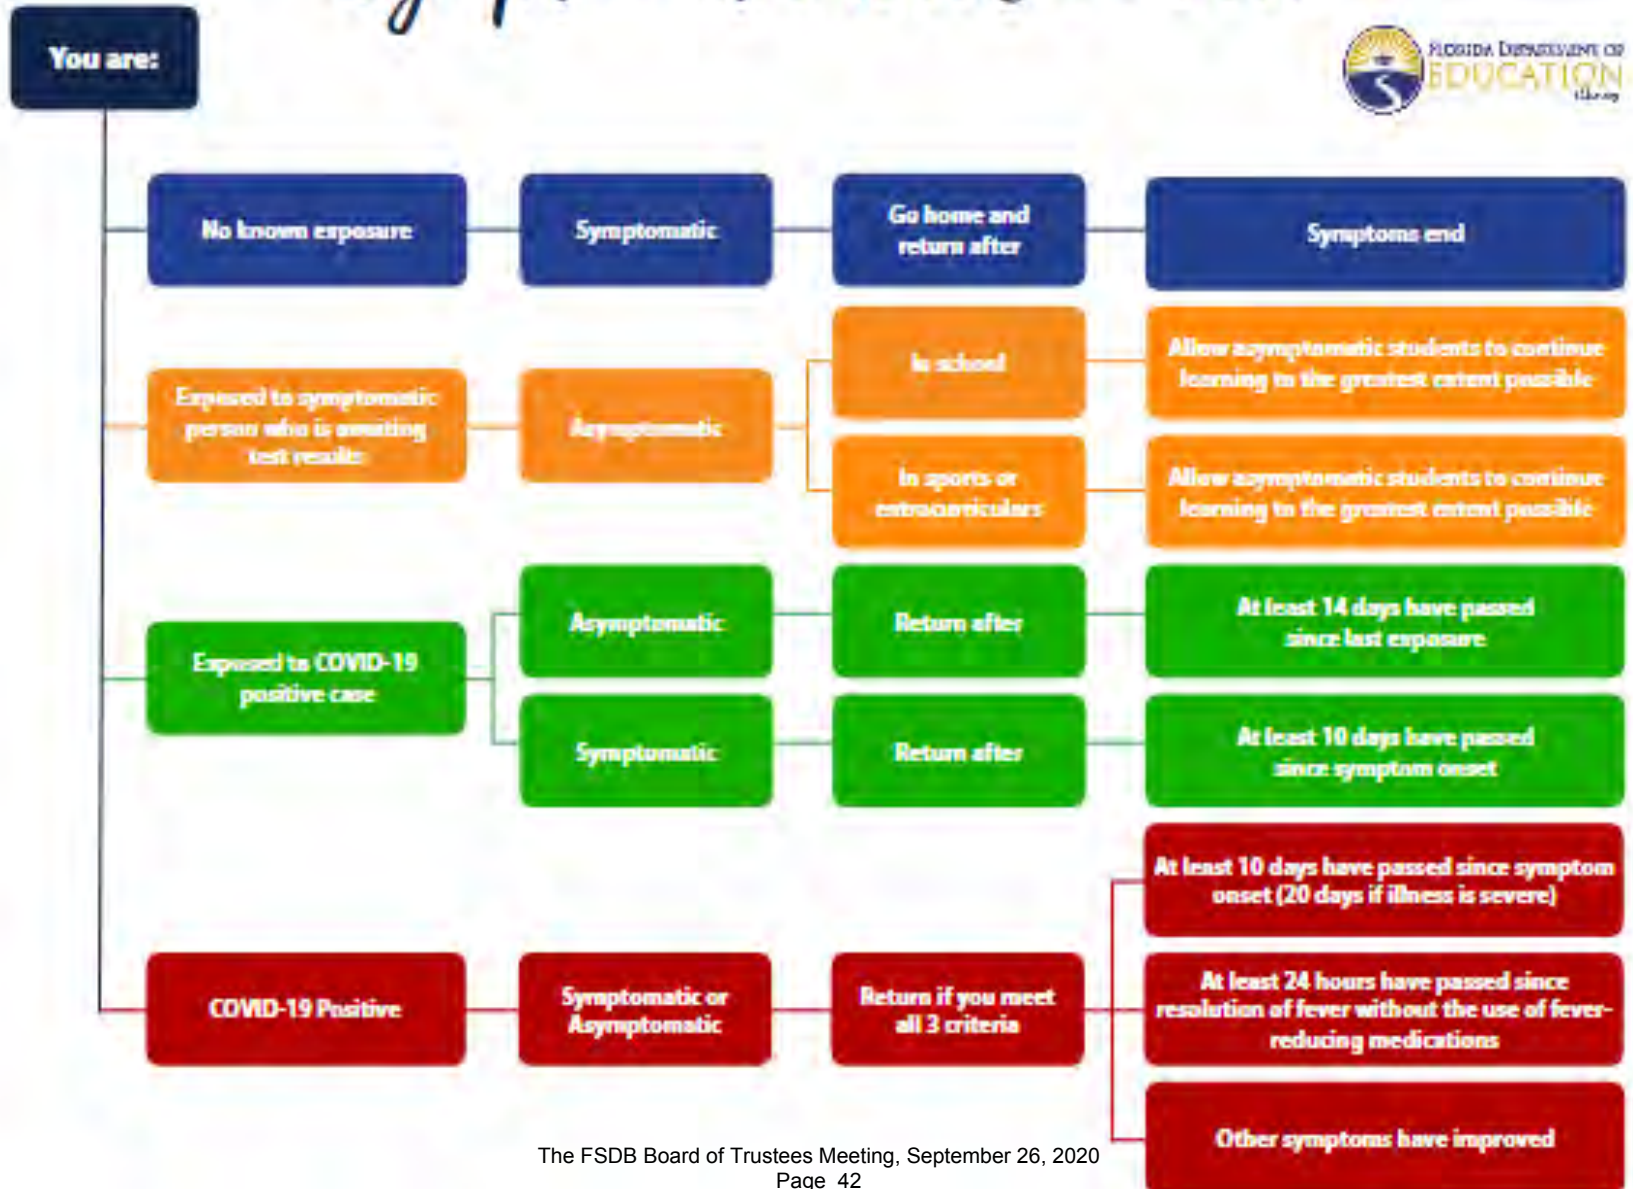 You are:
FLORIDA DEPARTMENT OF
EDUCATION
No known exposure
Symptomatic
Go home and
return after
Symptoms end
Exposed to symptomatic
person who is awaiting
test results
Asymptomatic
In school
Allow asymptomatic students to continue
learning to the greatest extent possible
In sports or
extracurriculars
Allow asymptomatic students to continue
learning to the greatest extent possible
Exposed to COVID-19
positive case
Asymptomatic
Return after
At least 14 days have passed
since last exposure
Symptomatic
Return after
At least 10 days have passed
since symptom onset
COVID-19 Positive
Symptomatic or
Asymptomatic
Return if you meet
all 3 criteria
At least 10 days have passed since symptom
onset (20 days if illness is severe)
At least 24 hours have passed since
resolution of fever without the use of fever-
reducing medications
Other symptoms have improved
The FSDB Board of Trustees Meeting, September 26, 2020
Page 42